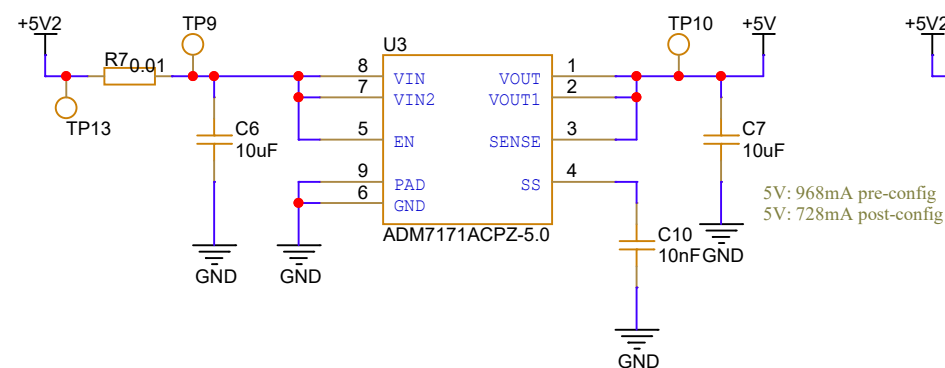 +5V2
TP9
TP10
+5V
+5V2
R7
0.01
U3
TP13
8
VIN
VOUT
1
7
VIN2
VOUT1
2
C6
10uF
5
EN
SENSE
3
C7
10uF
9
PAD
SS
4
6
GND
5V: 968mA pre-config
5V: 728mA post-config
ADM7171ACPZ-5.0
C10
10nF
GND
GND
GND
GND